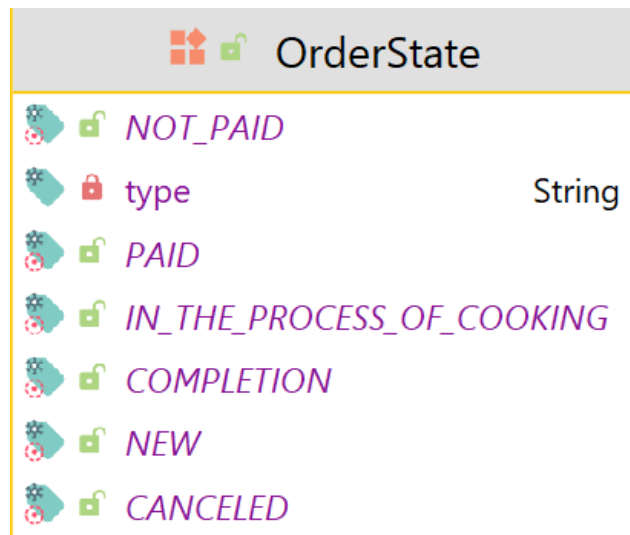 OrderState
NOT_PAID
type String
PAID
IN_THE_PROCESS_OF_COOKING
COMPLETION
NEW
CANCELED